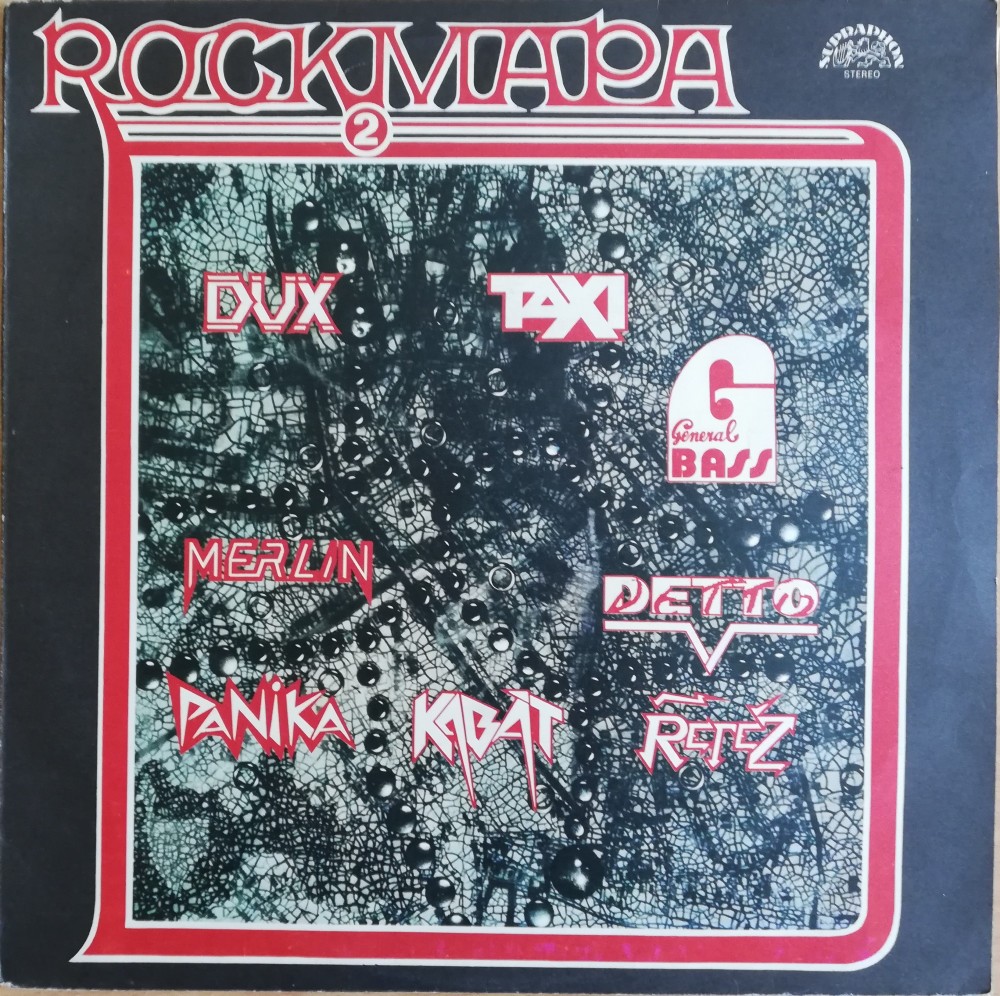 ROCKMAPA
2
SUPRAPHON
STEREO
DUX
TAXI
G
General
BASS
MERLIN
DETTO
PANiKA
KABÁT
ŘETĚZ